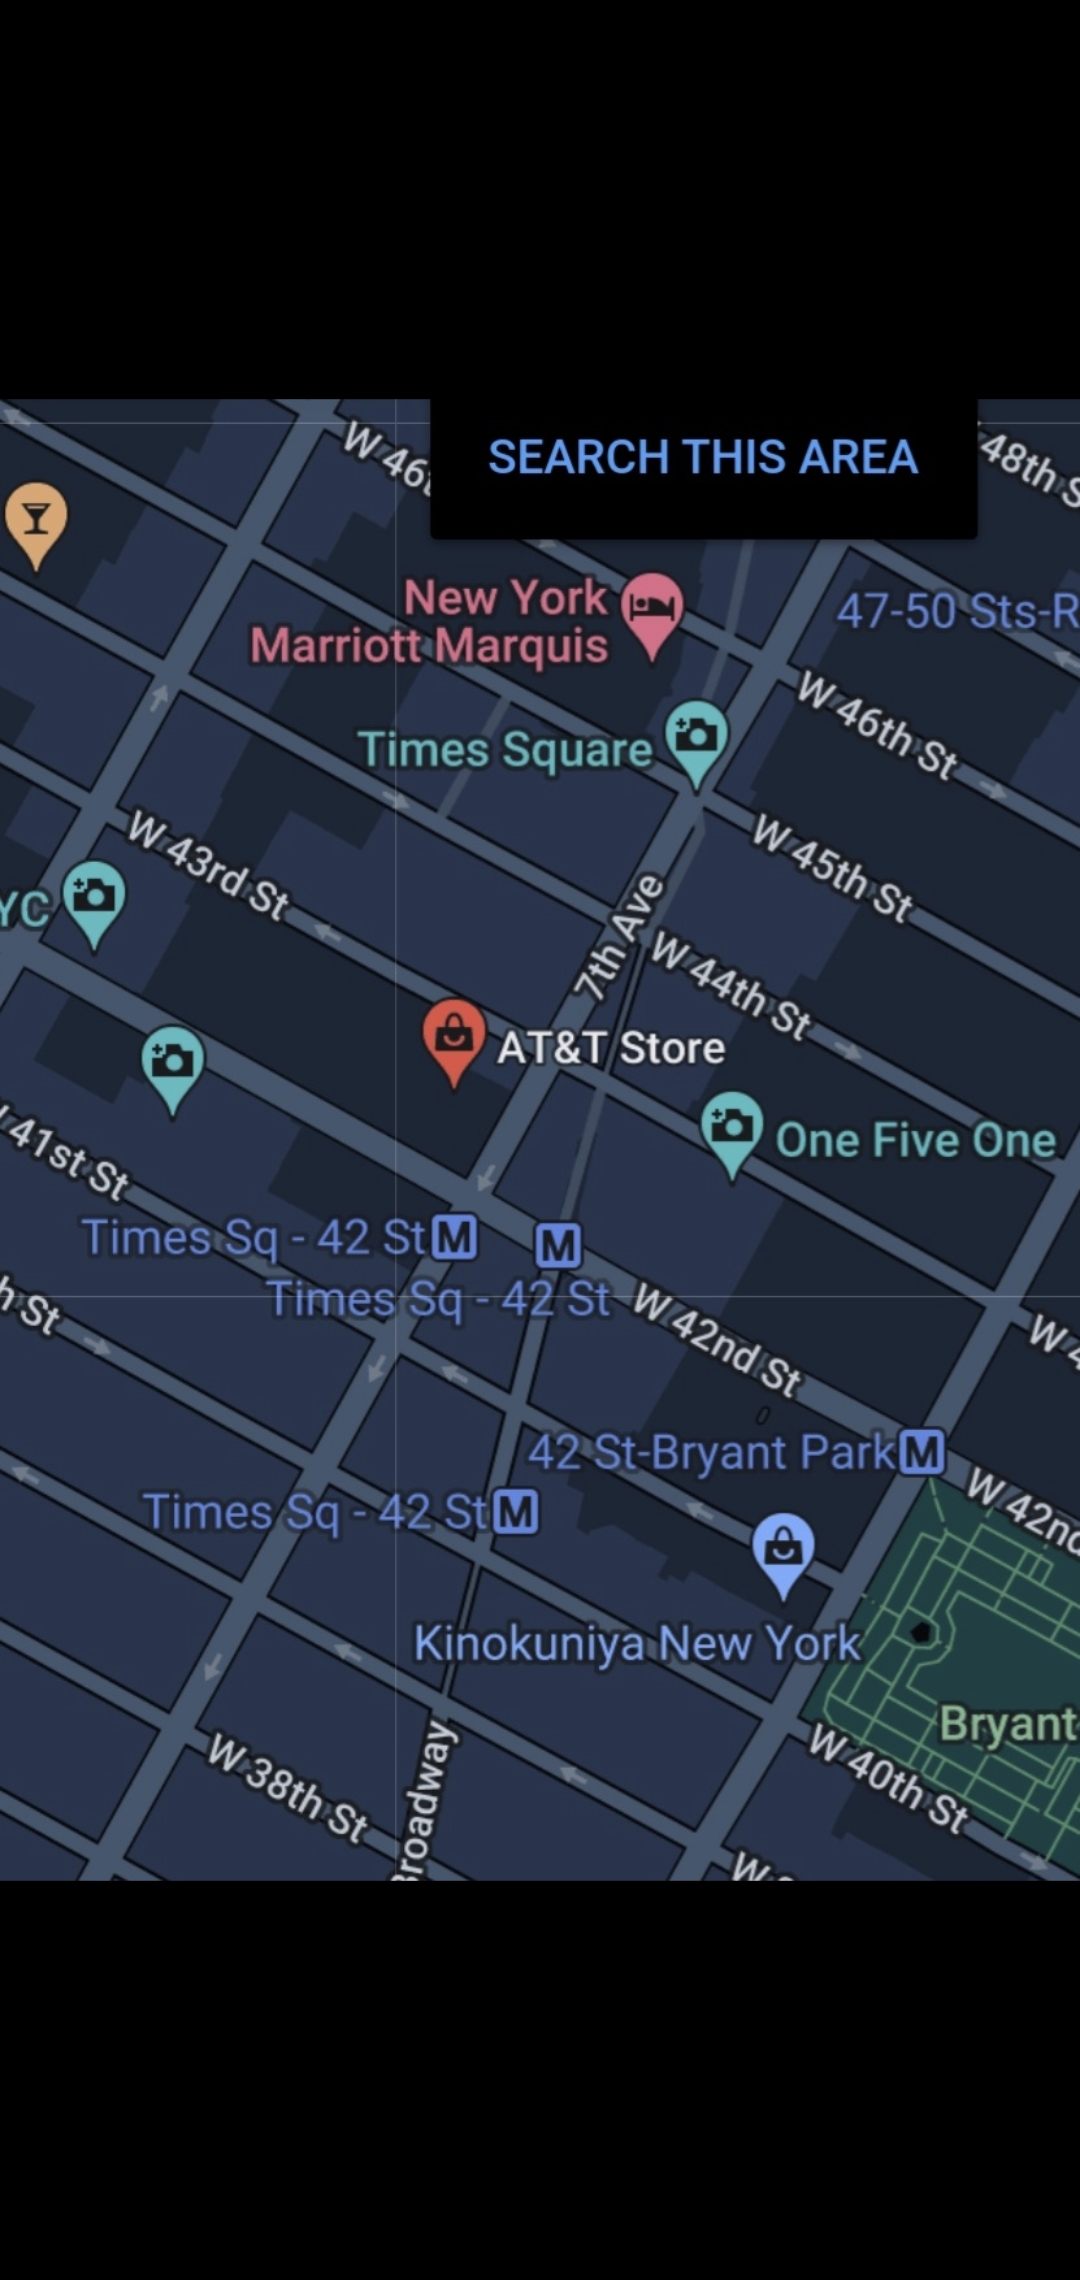 W 46t
SEARCH THIS AREA
48th S
New York
Marriott Marquis
47-50 Sts-R
W 46th St
Times Square
W 43rd St
W 45th St
YC
7th Ave
W 44th St
AT&T Store
One Five One
W 41st St
Times Sq - 42 St M
M
Times Sq - 42 St
h St
W 42nd St
W 4
42 St-Bryant Park M
W 42nd
Times Sq - 42 St M
Kinokuniya New York
Bryant
W 38th St
Broadway
W 40th St
W